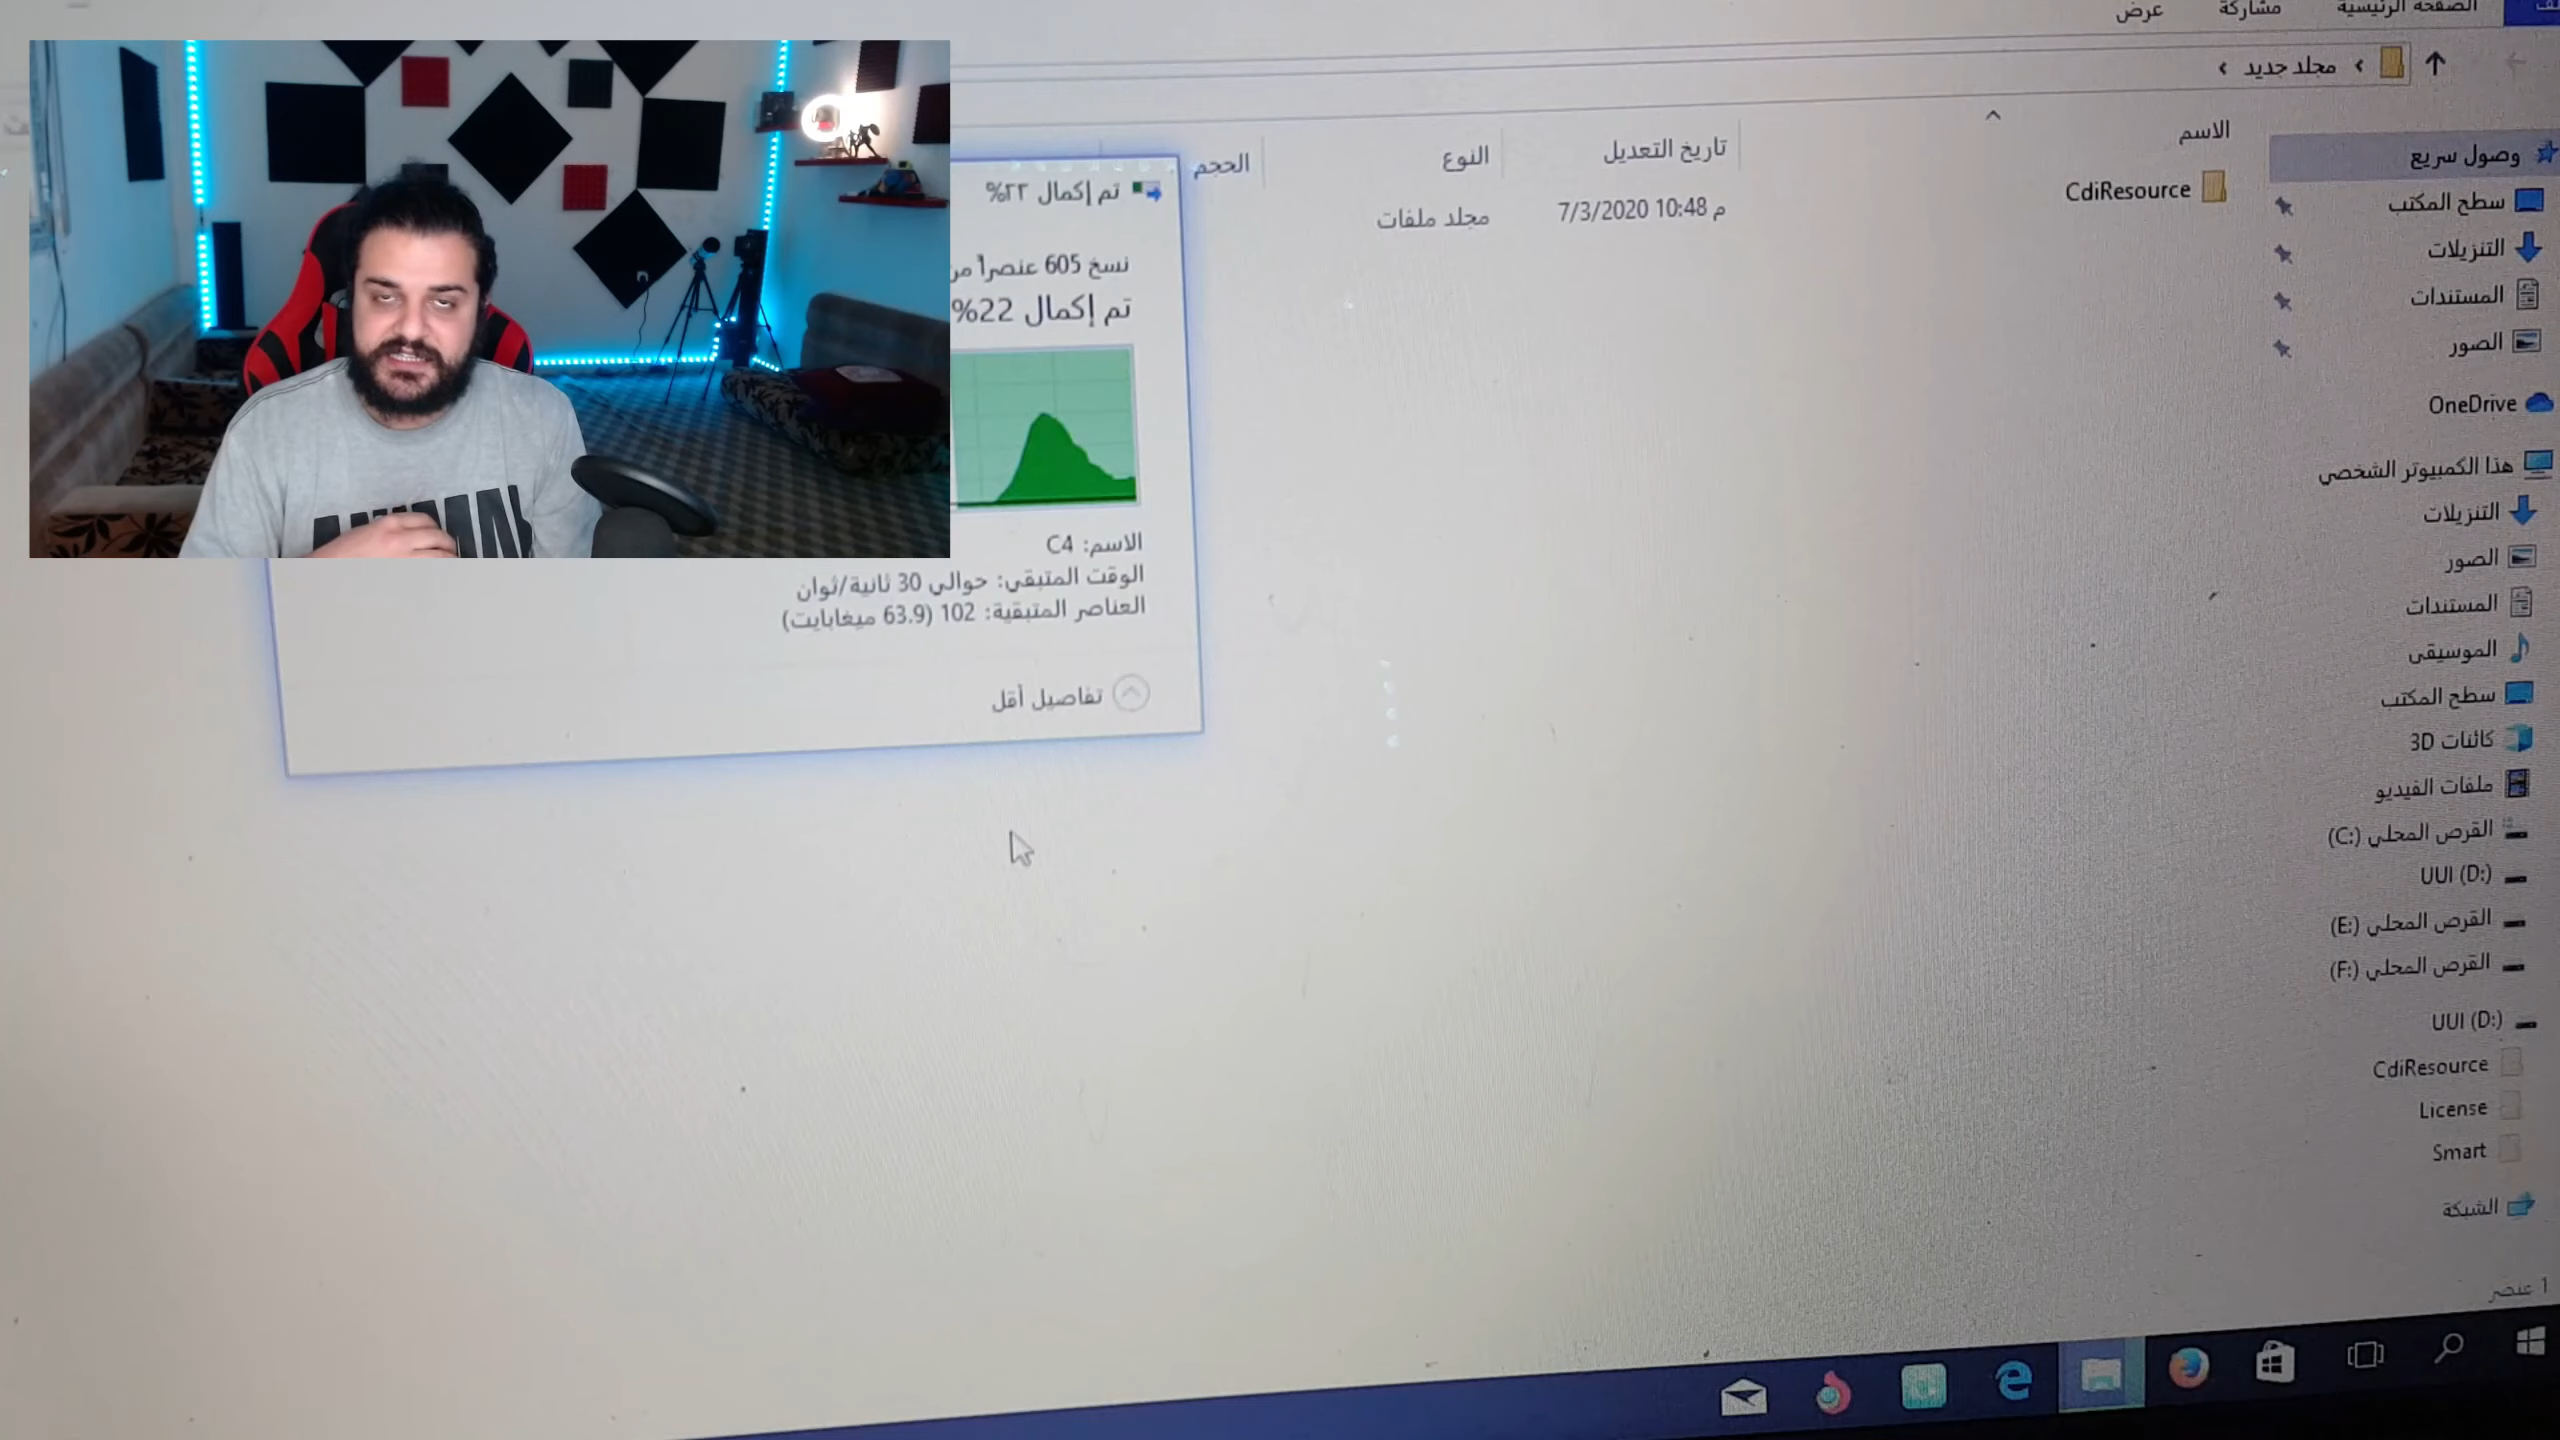 الصفحة الرئيسية
مشاركة
عرض
مجلد جديد
الاسم
تاريخ التعديل
النوع
الحجم
CdiResource
7/3/2020 10:48 م
مجلد ملفات
تم إكمال ٢٢%
نسخ 605 عنصراً من
تم إكمال 22%
الاسم: C4
الوقت المتبقي: حوالي 30 ثانية/ثوان
العناصر المتبقية: 102 (63.9 ميغابايت)
تفاصيل أقل
وصول سريع
سطح المكتب
التنزيلات
المستندات
الصور
OneDrive
هذا الكمبيوتر الشخصي
التنزيلات
الصور
المستندات
الموسيقى
سطح المكتب
كائنات 3D
ملفات الفيديو
القرص المحلي (C:)
UUI (D:)
القرص المحلي (E:)
القرص المحلي (F:)
UUI (D:)
CdiResource
License
Smart
الشبكة
1 عنصر